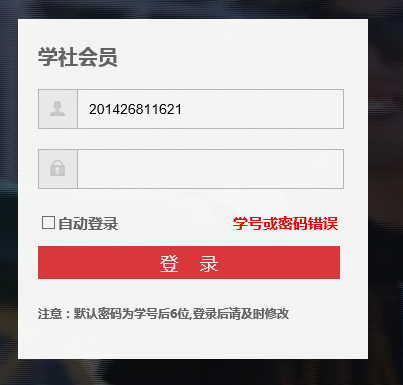 学社会员
201426811621
自动登录 学号或密码错误
登 录
注意：默认密码为学号后6位,登录后请及时修改